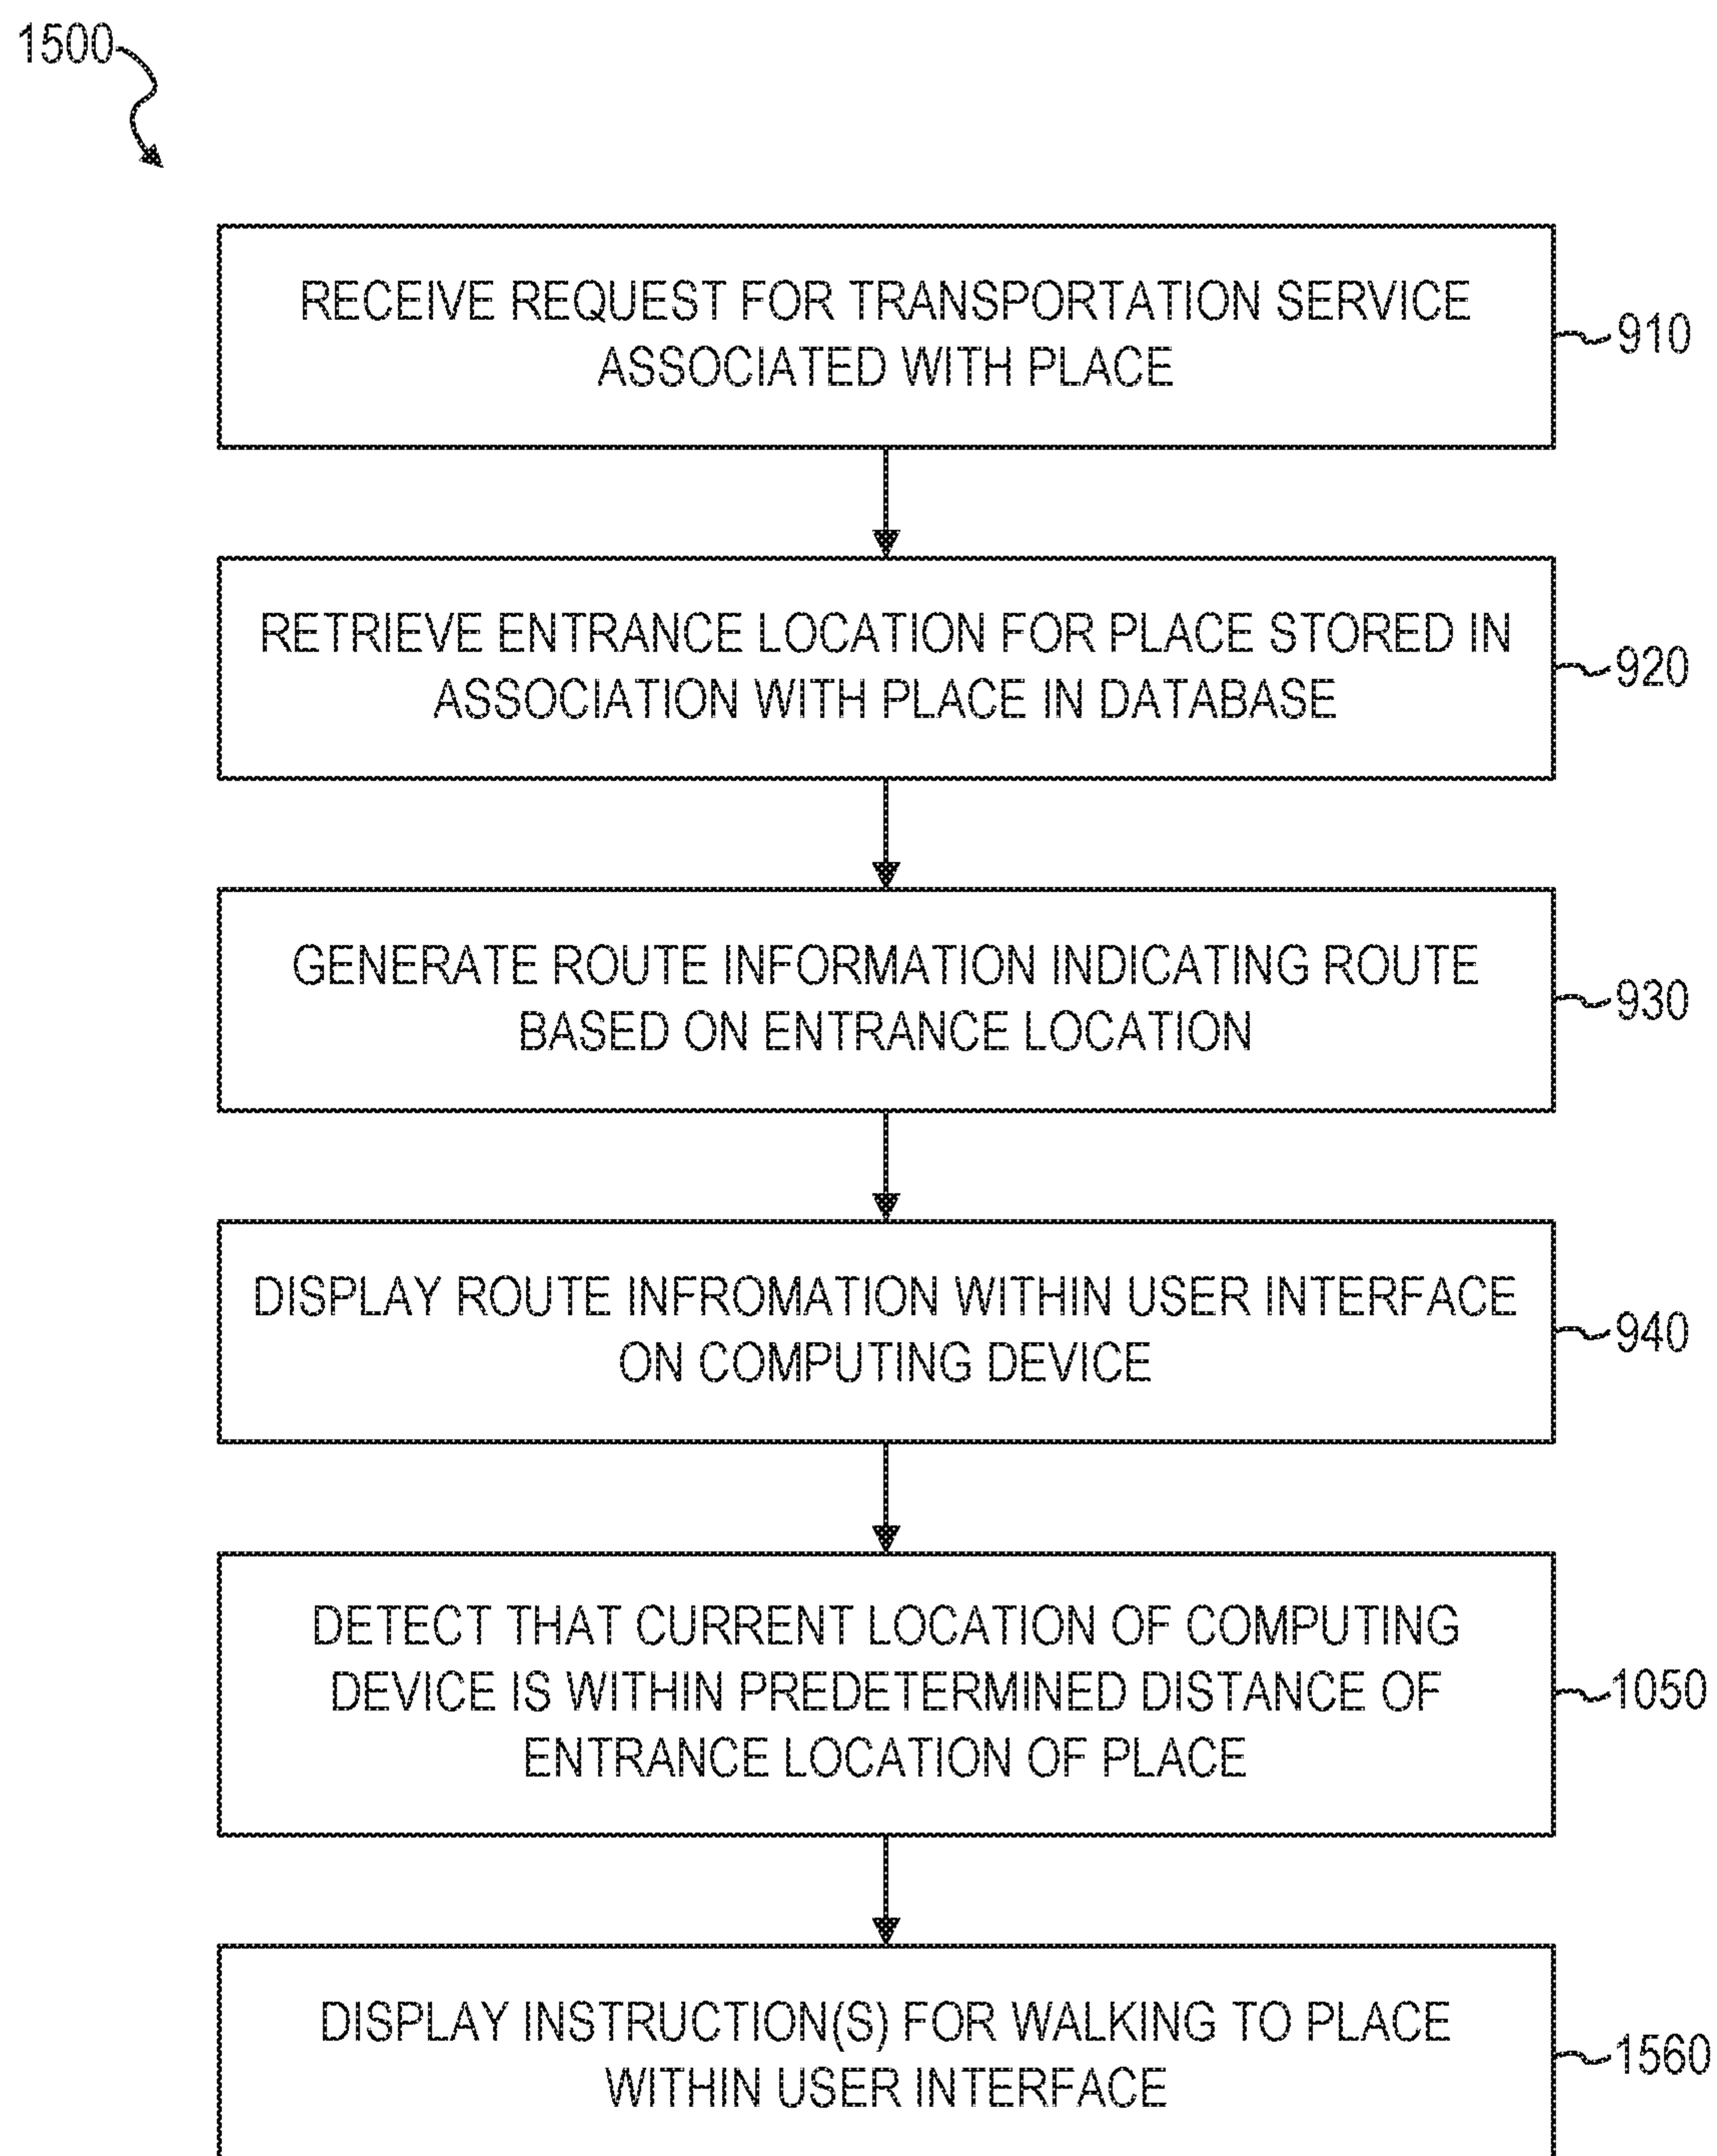 1500
RECEIVE REQUEST FOR TRANSPORTATION SERVICE
ASSOCIATED WITH PLACE
910
RETRIEVE ENTRANCE LOCATION FOR PLACE STORED IN
ASSOCIATION WITH PLACE IN DATABASE
920
GENERATE ROUTE INFORMATION INDICATING ROUTE
BASED ON ENTRANCE LOCATION
930
DISPLAY ROUTE INFROMATION WITHIN USER INTERFACE
ON COMPUTING DEVICE
940
DETECT THAT CURRENT LOCATION OF COMPUTING
DEVICE IS WITHIN PREDETERMINED DISTANCE OF
ENTRANCE LOCATION OF PLACE
1050
DISPLAY INSTRUCTION(S) FOR WALKING TO PLACE
WITHIN USER INTERFACE
1560